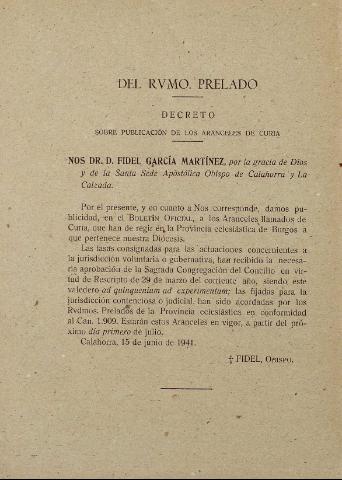 DEL RVMO. PRELADO
DECRETO
SOBRE PUBLICACIÓN DE LOS ARANCELES DE CURIA
NOS DR. D. FIDEL GARCÍA MARTÍNEZ, por la gracia de Dios
y de la Santa Sede Apóstólica Obispo de Calahorra y La
Calzada.
Por el presente, y en cuanto a Nos corresponde, damos pu-
blicidad, en el BOLETÍN OFICIAL, a los Aranceles llamados de
Curia, que han de regir en la Provincia eclesiástica de Burgos a
que pertenece nuestra Diócesis.
Las tasas consignadas para las actuaciones concernientes a
la jurisdicción voluntaria o gubernativa, han recibido la necesa-
ria aprobación de la Sagrada Congregación del Concilio en vir-
tud de Rescripto de 29 de marzo del corriente año, siendo este
valedero ad quinquenium ad experimentum; las fijadas para la
jurisdicción contenciosa o judicial, han sido acordadas por los
Rvdmos. Prelados de la Provincia eclesiástica en conformidad
al Can. 1.909. Estarán estos Aranceles en vigor, a partir del pró-
ximo día primero de julio.
Calahorra, 15 de junio de 1941.
† FIDEL, OBISPO.